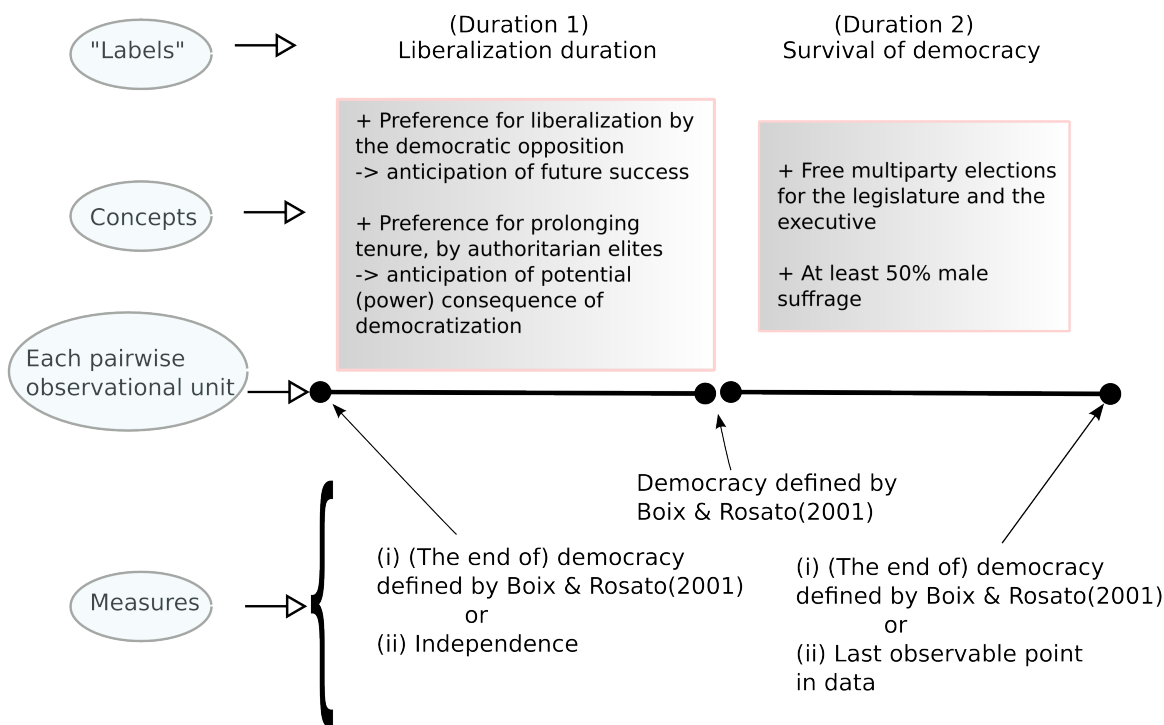 "Labels"
(Duration 1)
Liberalization duration
(Duration 2)
Survival of democracy
Concepts
+ Preference for liberalization by
the democratic opposition
-> anticipation of future success
+ Preference for prolonging
tenure, by authoritarian elites
-> anticipation of potential
(power) consequence of
democratization
+ Free multiparty elections
for the legislature and the
executive
+ At least 50% male
suffrage
Each pairwise
observational unit
Democracy defined by
Boix & Rosato(2001)
Measures
(i) (The end of) democracy
defined by Boix & Rosato(2001)
or
(ii) Independence
(i) (The end of) democracy
defined by Boix & Rosato(2001)
or
(ii) Last observable point
in data